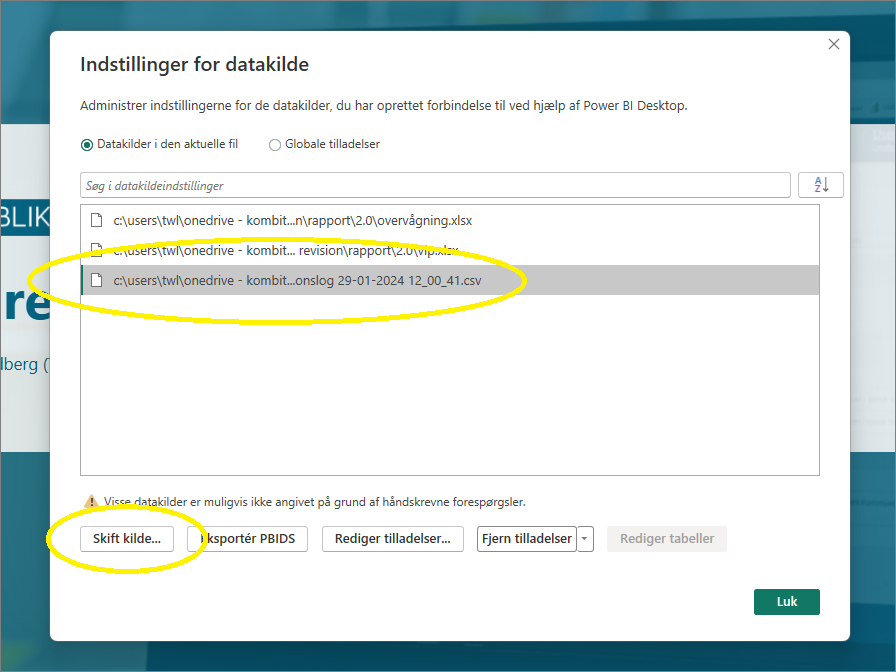 Indstillinger for datakilde
Administrer indstillingerne for de datakilder, du har oprettet forbindelse til ved hjælp af Power BI Desktop.
Datakilder i den aktuelle fil
Globale tilladelser
Søg i datakildeindstillinger
c:\users\twl\onedrive - kombit...n\rapport\2.0\overvågning.xlsx
c:\users\twl\onedrive - kombit... revision\rapport\2.0\vip.xlsx
c:\users\twl\onedrive - kombit...onslog 29-01-2024 12_00_41.csv
BLIK
re
dberg (
Visse datakilder er muligvis ikke angivet på grund af håndskrevne forespørgsler.
Skift kilde...
Eksportér PBIDS
Rediger tilladelser...
Fjern tilladelser
Rediger tabeller
Luk